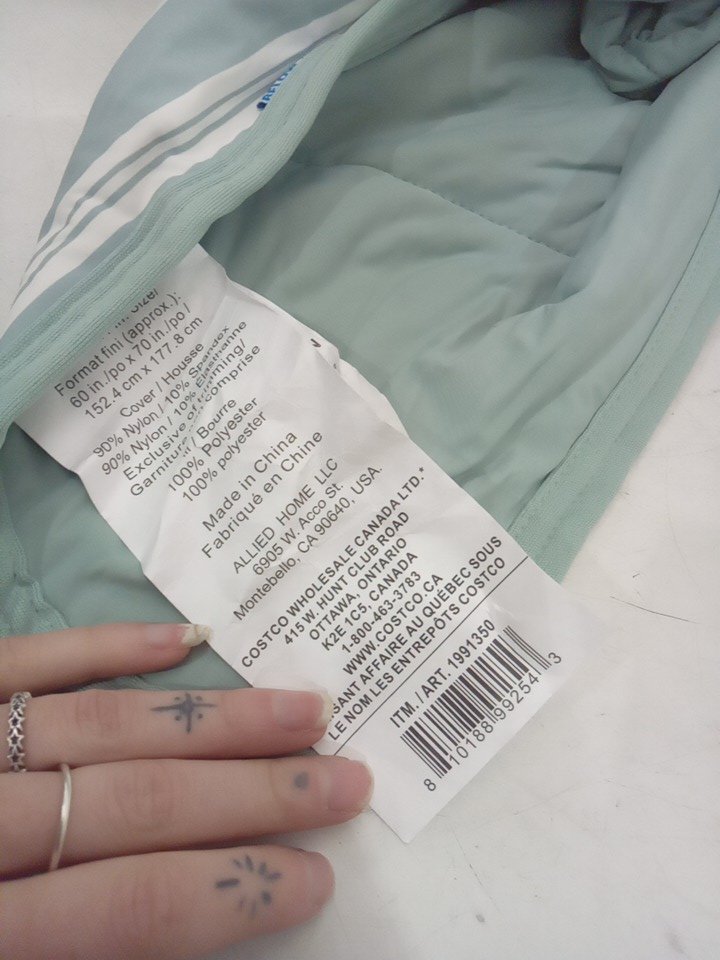 Format fini (approx.):
60 in./po x 70 in./po /
152.4 cm x 177.8 cm
Cover / Housse
90% Nylon / 10% Spandex
90% Nylon / 10% Élasthanne
Exclusive of trimming/
Garniture comprise
/ Bourre
100% Polyester
100% polyester
Made in China
Fabriqué en Chine
ALLIED HOME LLC
6905 W. Acco St.
Montebello, CA 90640, USA.
COSTCO WHOLESALE CANADA LTD.*
415 W. HUNT CLUB ROAD
OTTAWA, ONTARIO
K2E 1C5, CANADA
1-800-463-3783
WWW.COSTCO.CA
AFFAIRE AU QUÉBEC SOUS
LE NOM LES ENTREPÔTS COSTCO
ITM. / ART. 1991350
8 10188 99254 3